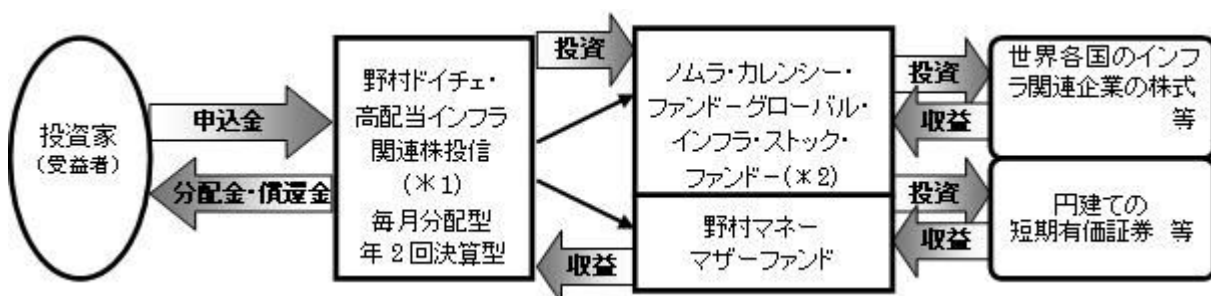 投資家
(受益者)
申込金
分配金・償還金
野村ドイチェ・
高配当インフラ
関連株投信
(＊1)
毎月分配型
年2回決算型
投資
収益
ノムラ・カレンシー・
ファンド－グローバル・
インフラ・ストック・
ファンド－(＊2)
野村マネー
マザーファンド
投資
収益
投資
収益
世界各国のインフ
ラ関連企業の株式
等
円建ての
短期有価証券 等